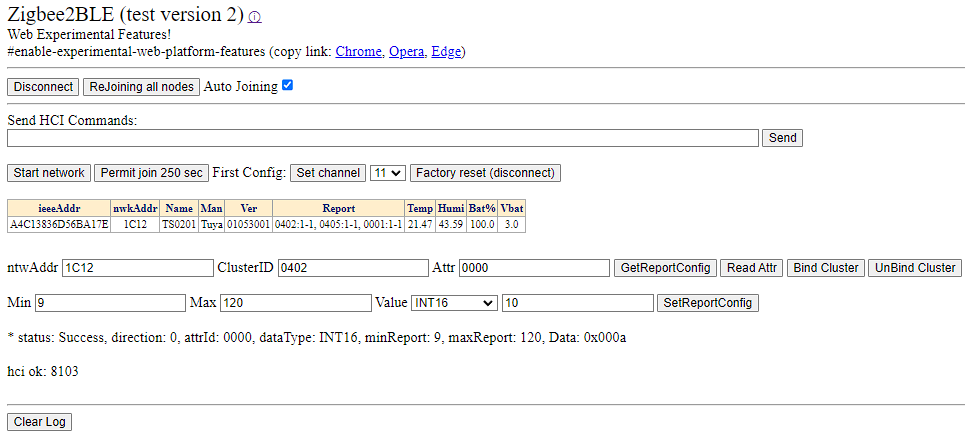 Zigbee2BLE (test version 2) ⓘ
Web Experimental Features!
#enable-experimental-web-platform-features (copy link: Chrome, Opera, Edge)
Disconnect ReJoining all nodes Auto Joining
Send HCI Commands:
Send
Start network Permit join 250 sec First Config: Set channel 11 Factory reset (disconnect)
ieeeAddr nwkAddr Name Man Ver Report Temp Humi Bat% Vbat
A4C13836D56BA17E 1C12 TS0201 Tuya 01053001 0402:1-1, 0405:1-1, 0001:1-1 21.47 43.59 100.0 3.0
ntwAddr 1C12 ClusterID 0402 Attr 0000 GetReportConfig Read Attr Bind Cluster UnBind Cluster
Min 9 Max 120 Value INT16 10 SetReportConfig
* status: Success, direction: 0, attrId: 0000, dataType: INT16, minReport: 9, maxReport: 120, Data: 0x000a
hci ok: 8103
Clear Log